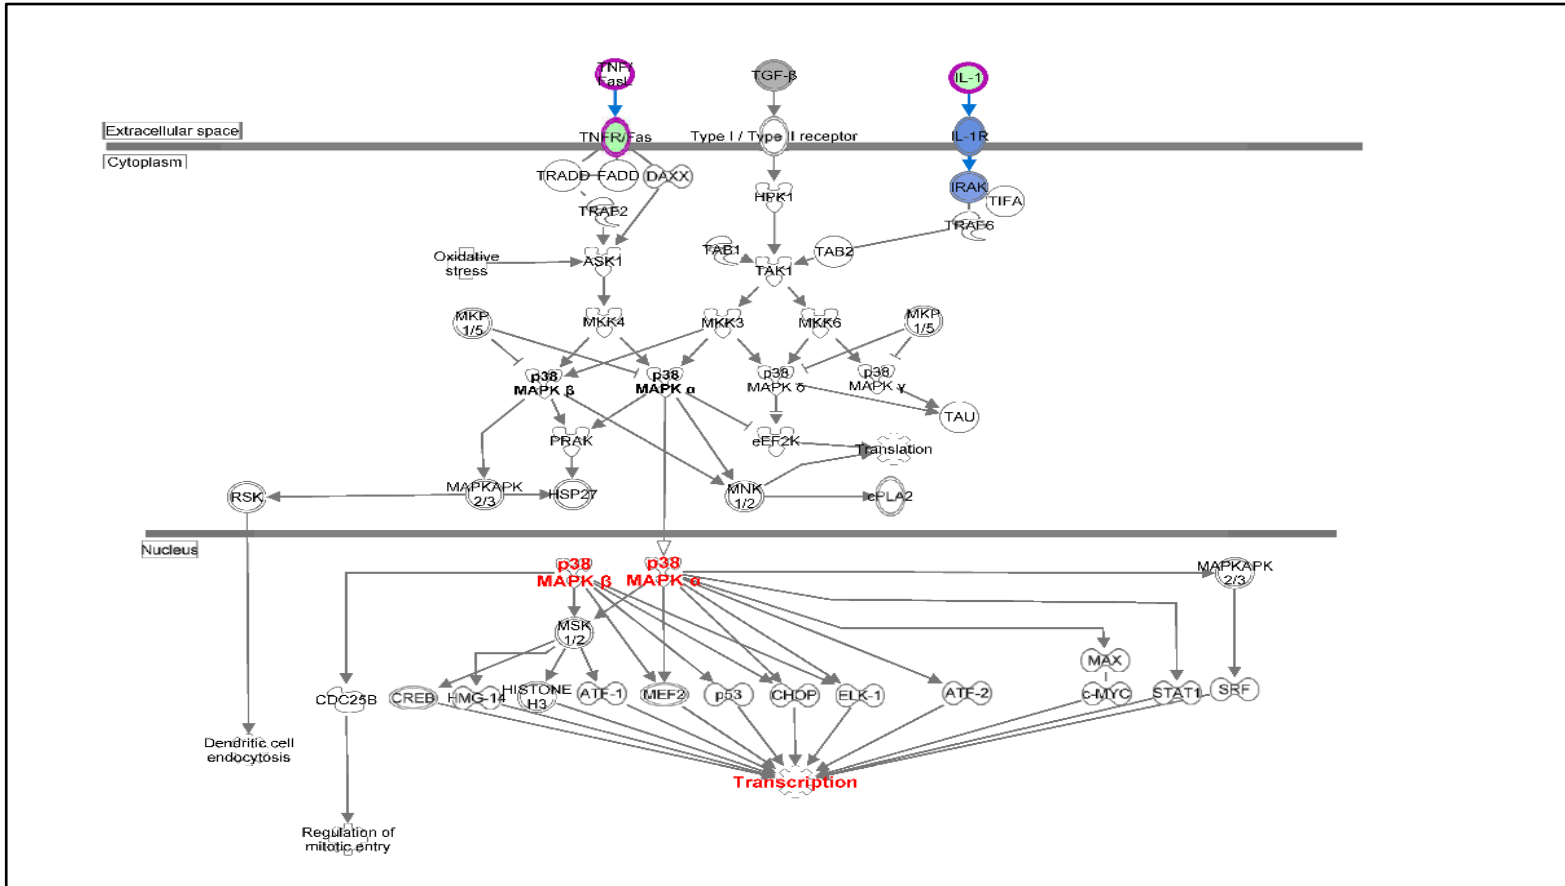 TNF/
FasL
TGF-β
IL-1
Extracellular space
TNFR/Fas
Type I / Type II receptor
IL-1R
Cytoplasm
TRADD
FADD
DAXX
IRAK
TIFA
HPK1
TRAF2
TRAF6
Oxidative
stress
ASK1
TAB1
TAB2
TAK1
MKP
1/5
MKK4
MKK3
MKK6
MKP
1/5
p38
MAPK β
p38
MAPK α
p38
MAPK δ
p38
MAPK γ
TAU
PRAK
eEF2K
Translation
RSK
MAPKAPK
2/3
HSP27
MNK
1/2
cPLA2
Nucleus
p38
MAPK β
p38
MAPK α
MAPKAPK
2/3
MSK
1/2
MAX
CDC25B
CREB
HMG-14
HISTONE
H3
ATF-1
MEF2
p53
CHOP
ELK-1
ATF-2
c-MYC
STAT1
SRF
Dendritic cell
endocytosis
Transcription
Regulation of
mitotic entry